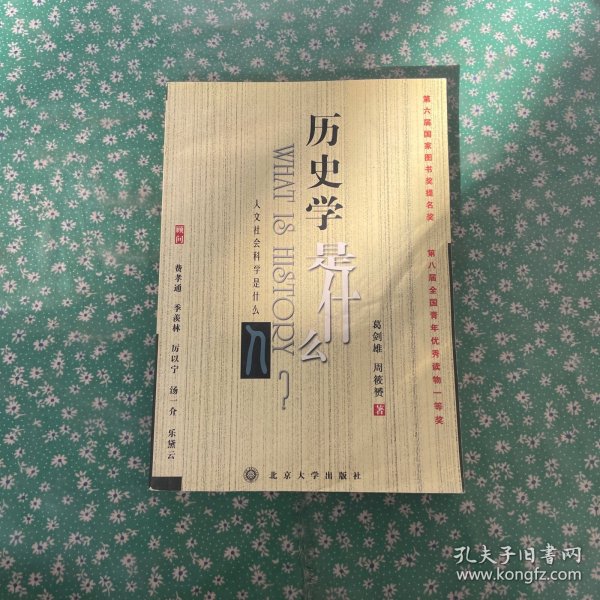 第六届国家图书奖提名奖
第八届全国青年优秀读物一等奖
历史学是什么
WHAT IS HISTORY?
人文社会科学是什么
葛剑雄 周筱赟 著
顾问
费孝通 季羡林 厉以宁 汤一介 乐黛云
北京大学出版社
孔夫子旧书网
www.kongfz.com